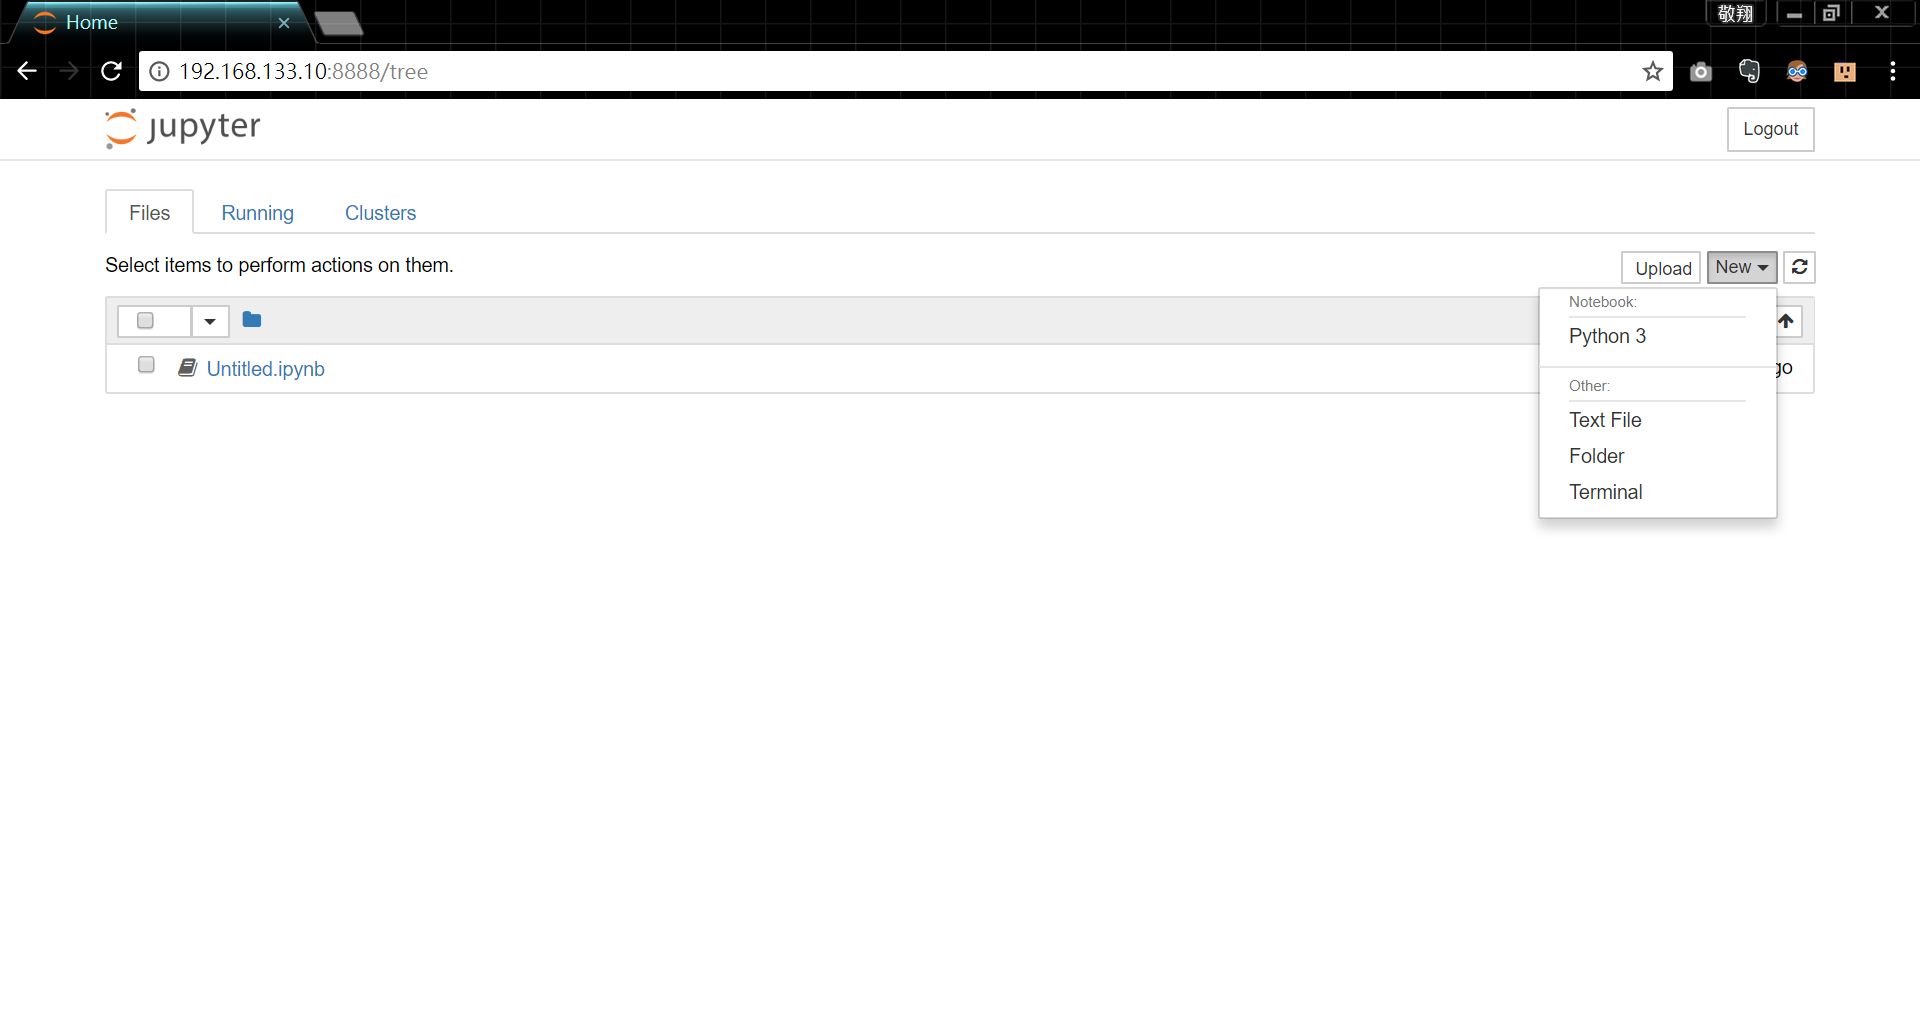 Home
敬翔
192.168.133.10:8888/tree
jupyter
Logout
Files
Running
Clusters
Select items to perform actions on them.
Upload
New
Notebook:
Python 3
Untitled.ipynb
go
Other:
Text File
Folder
Terminal